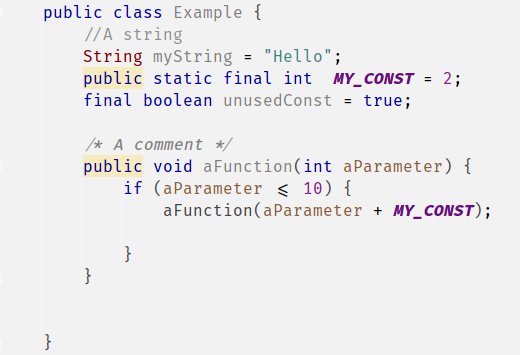 public class Example {
    //A string
    String myString = "Hello";
    public static final int  MY_CONST = 2;
    final boolean unusedConst = true;

    /* A comment */
    public void aFunction(int aParameter) {
        if (aParameter ⩽ 10) {
            aFunction(aParameter + MY_CONST);

        }
    }


}